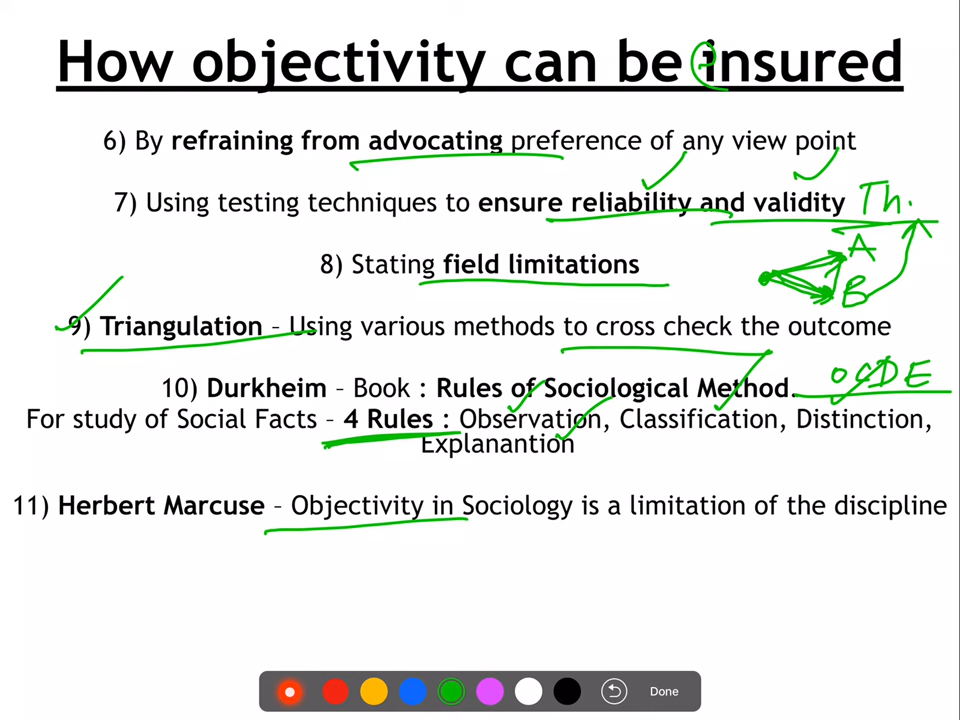 How objectivity can be insured
e
6) By refraining from advocating preference of any view point
7) Using testing techniques to ensure reliability and validity Th.
8) Stating field limitations
A
B
9) Triangulation – Using various methods to cross check the outcome
10) Durkheim – Book : Rules of Sociological Method. OCDE
For study of Social Facts – 4 Rules : Observation, Classification, Distinction,
Explanantion
11) Herbert Marcuse – Objectivity in Sociology is a limitation of the discipline
Done